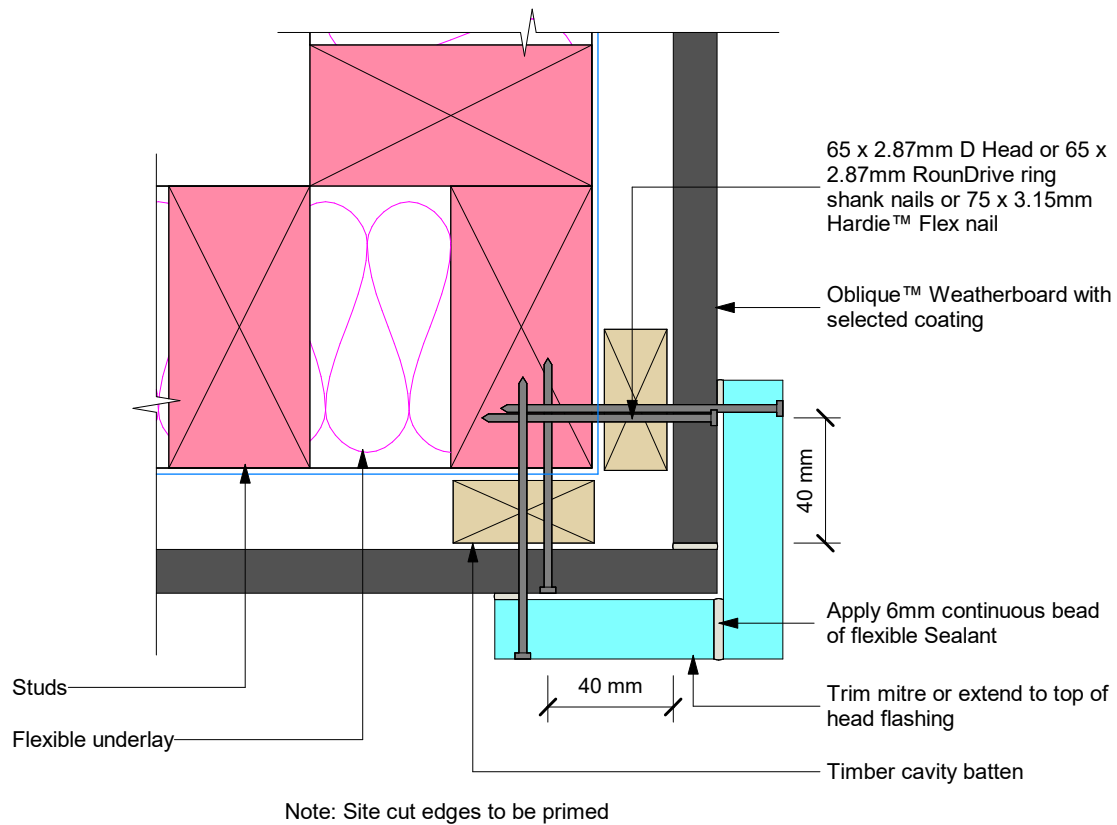 65 x 2.87mm D Head or 65 x
2.87mm RounDrive ring
shank nails or 75 x 3.15mm
Hardie™ Flex nail
Oblique™ Weatherboard with
selected coating
40 mm
Apply 6mm continuous bead
of flexible Sealant
40 mm
Studs
Trim mitre or extend to top of
head flashing
Flexible underlay
Timber cavity batten
Note: Site cut edges to be primed